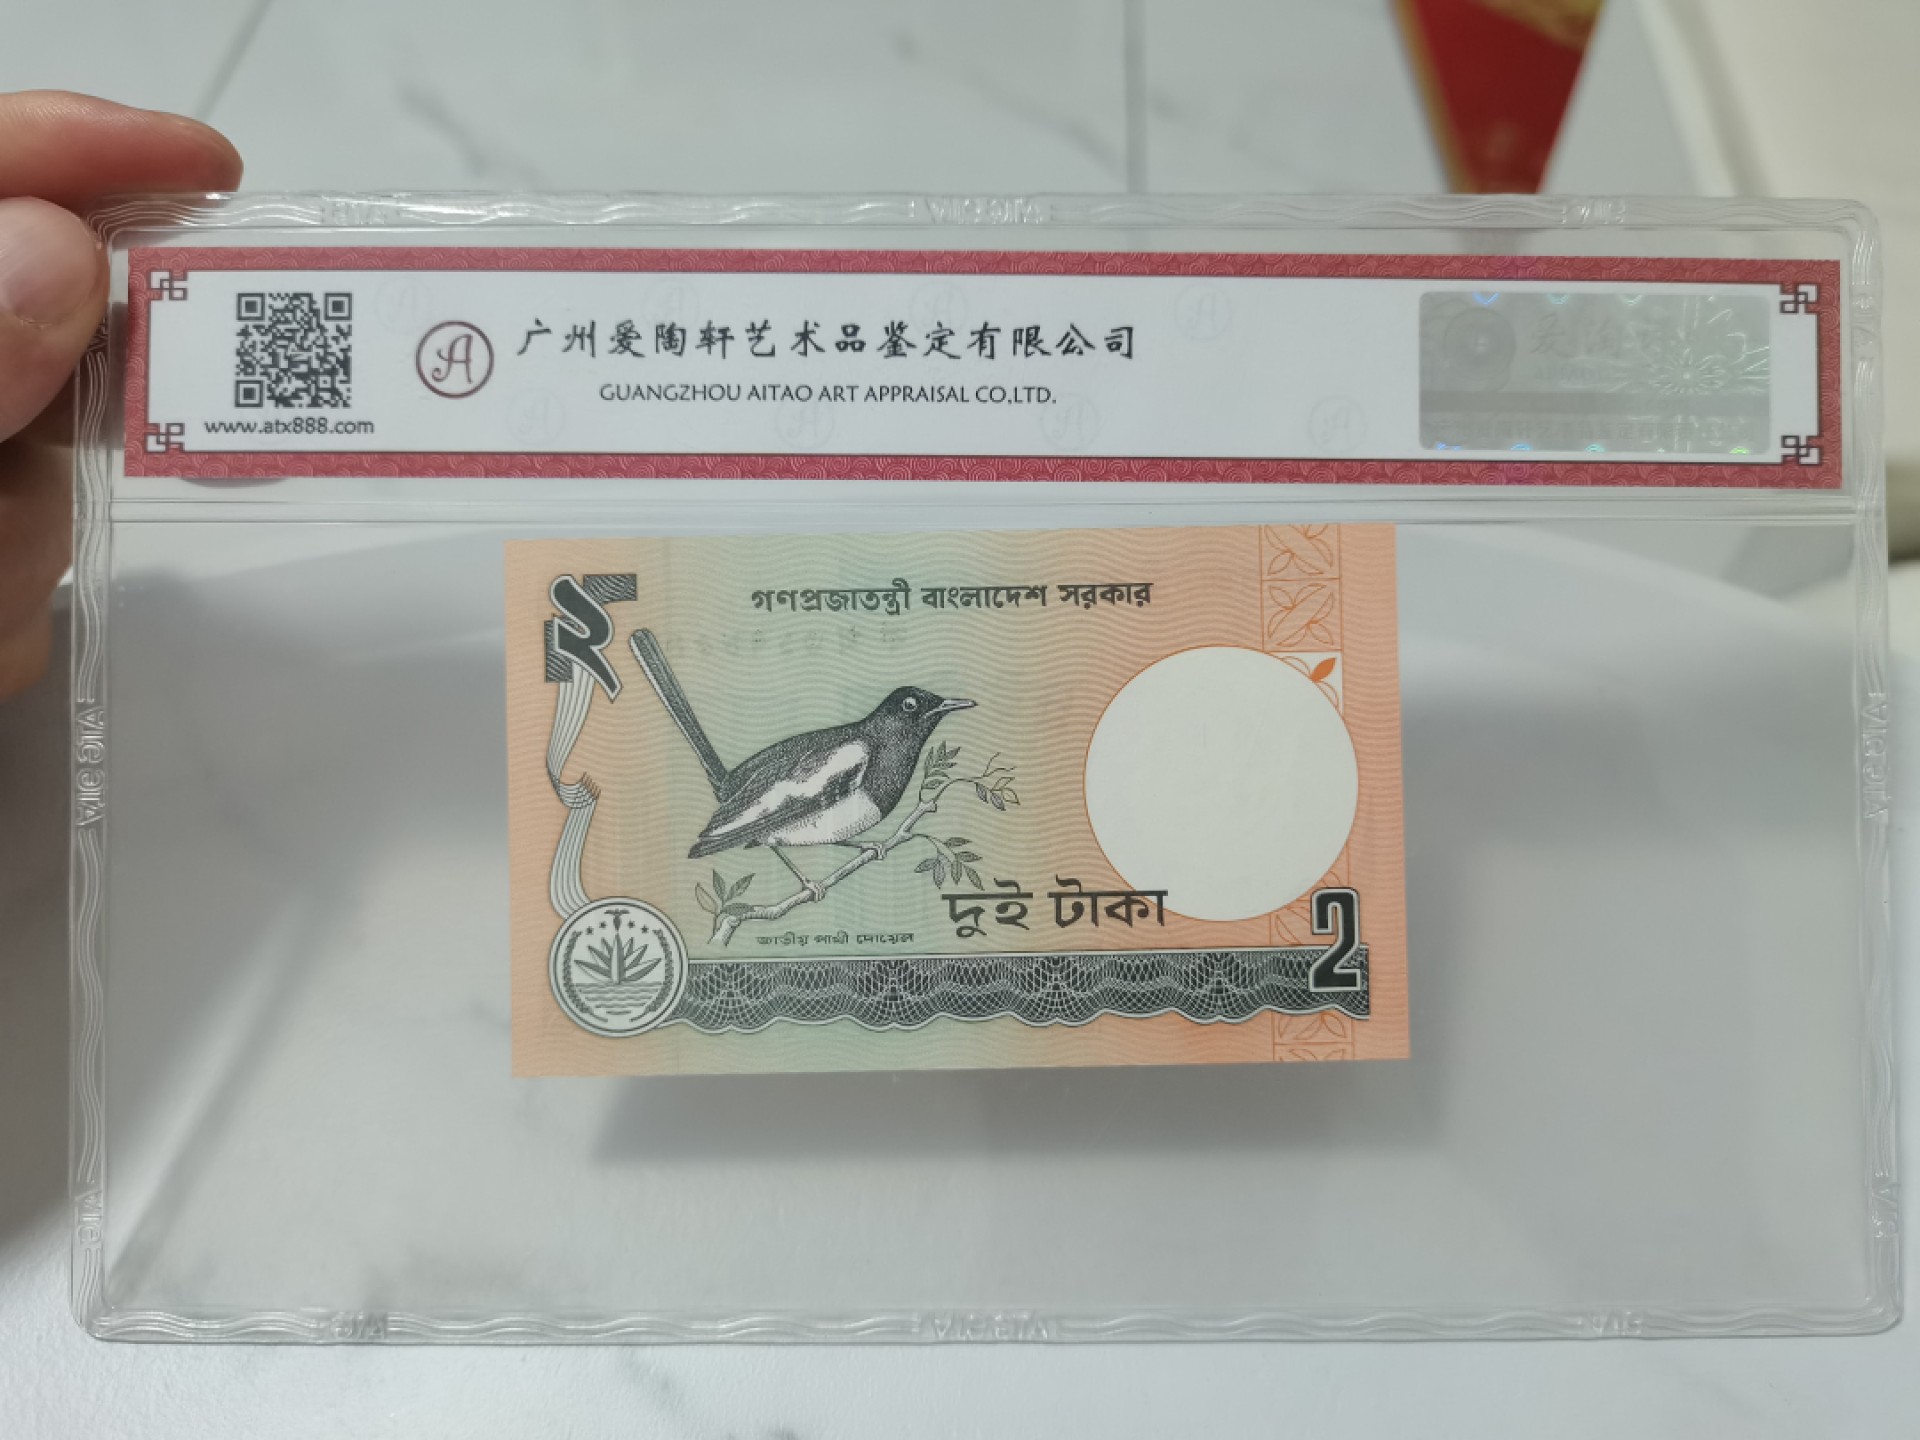 广州爱陶轩艺术品鉴定有限公司
GUANGZHOU AITAO ART APPRAISAL CO.,LTD.
www.atx888.com
২
গণপ্রজাতন্ত্রী বাংলাদেশ সরকার
দুই টাকা
জাতীয় পাখী দোয়েল
2